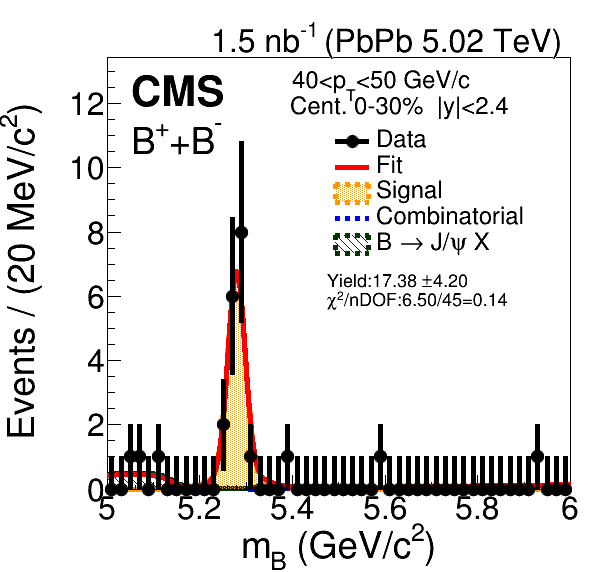 1.5 nb⁻¹ (PbPb 5.02 TeV)
CMS
B⁺+B⁻
40<p_T<50 GeV/c
Cent. 0-30% |y|<2.4
Data
Fit
Signal
Combinatorial
B → J/ψ X
Yield:17.38 ±4.20
χ²/nDOF:6.50/45=0.14
Events / (20 MeV/c²)
12
10
8
6
4
2
0
5 5.2 5.4 5.6 5.8 6
m_B (GeV/c²)